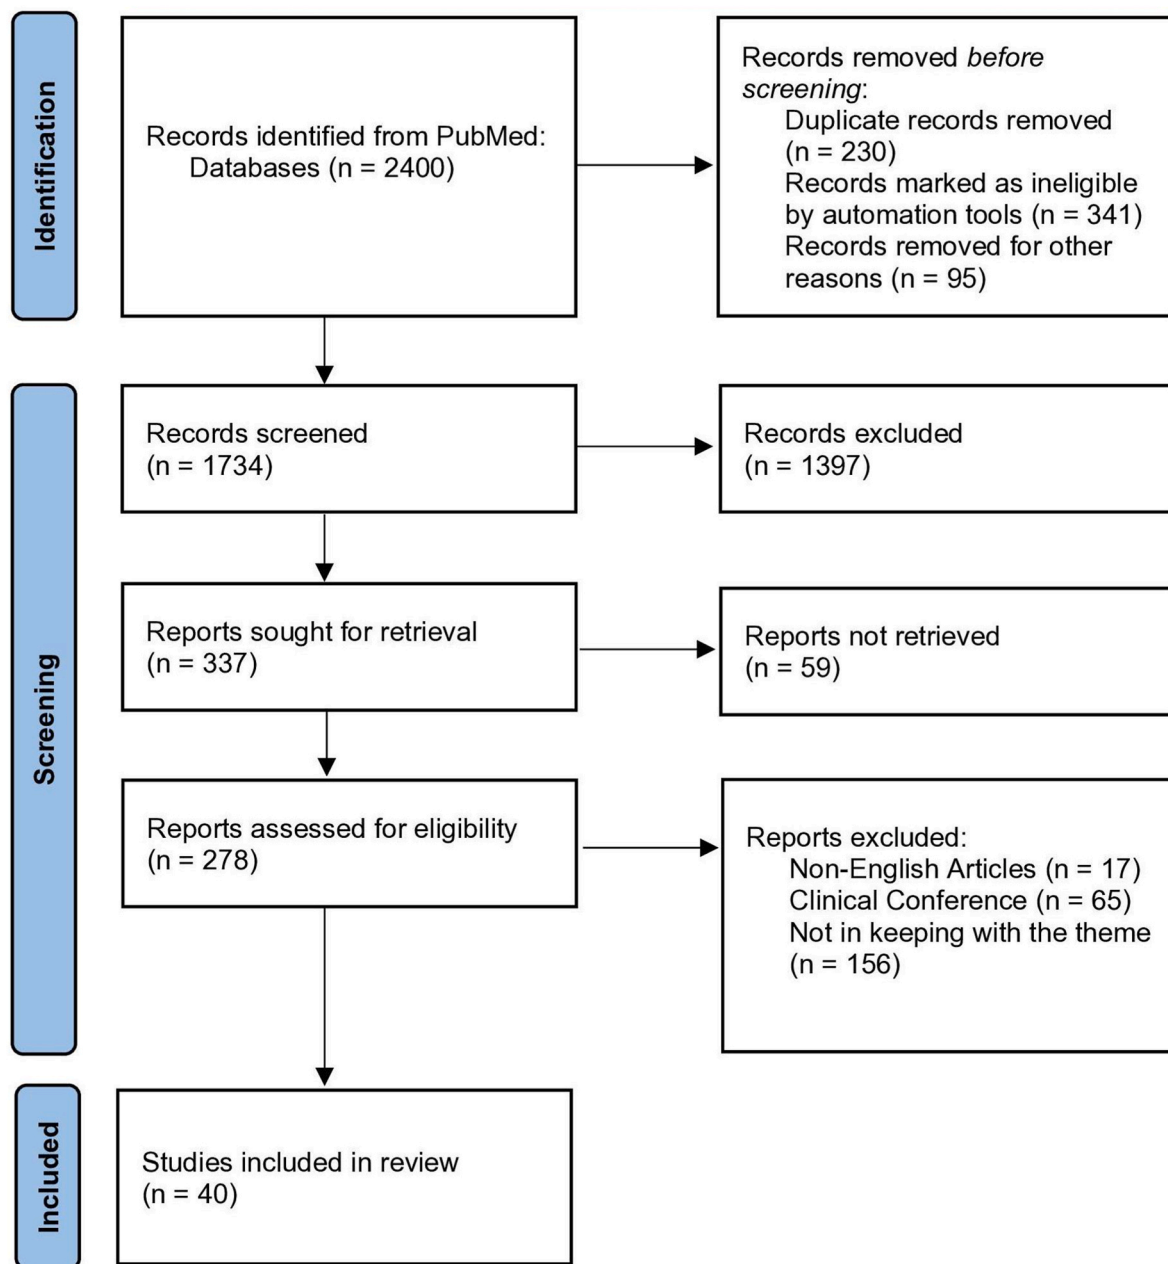 Identification
Records identified from PubMed:
Databases (n = 2400)
Records removed before
screening:
Duplicate records removed
(n = 230)
Records marked as ineligible
by automation tools (n = 341)
Records removed for other
reasons (n = 95)
Screening
Records screened
(n = 1734)
Records excluded
(n = 1397)
Reports sought for retrieval
(n = 337)
Reports not retrieved
(n = 59)
Reports assessed for eligibility
(n = 278)
Reports excluded:
Non-English Articles (n = 17)
Clinical Conference (n = 65)
Not in keeping with the theme
(n = 156)
Included
Studies included in review
(n = 40)